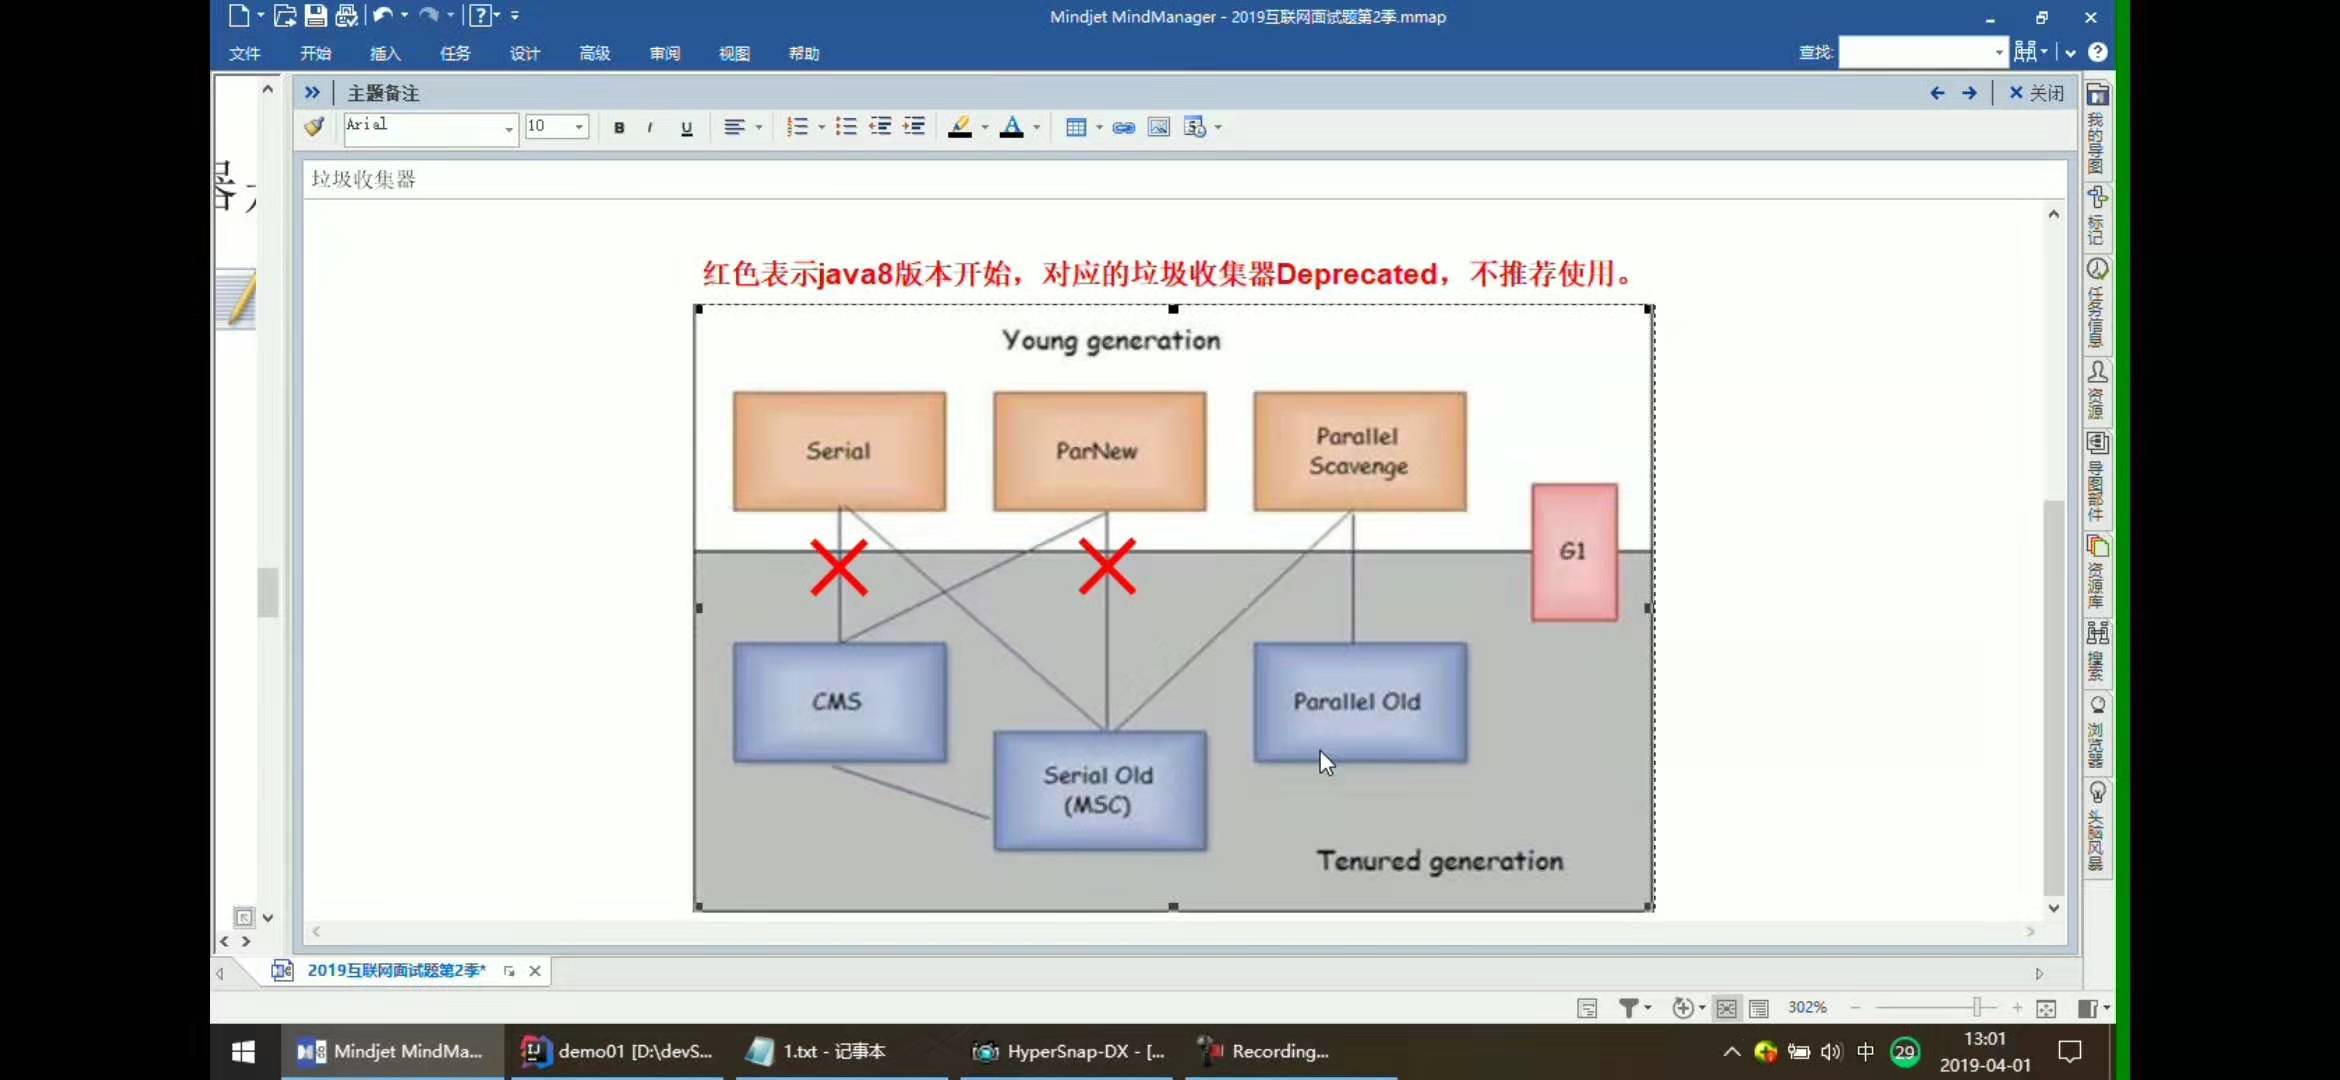 Mindjet MindManager - 2019互联网面试题第2季.mmap
文件 开始 插入 任务 设计 高级 审阅 视图 帮助 查找:
主题备注 关闭
Arial 10 B I U
垃圾收集器
红色表示java8版本开始，对应的垃圾收集器Deprecated，不推荐使用。
Young generation
Serial ParNew Parallel
Scavenge
G1
CMS Parallel Old
Serial Old
(MSC)
Tenured generation
我的导图
标记
任务信息
资源
导图部件
资源库
搜索
浏览器
头脑风暴
2019互联网面试题第2季*
302%
Mindjet MindMa... demo01 [D:\devS... 1.txt - 记事本 HyperSnap-DX - [... Recording... 中 29 13:01
2019-04-01